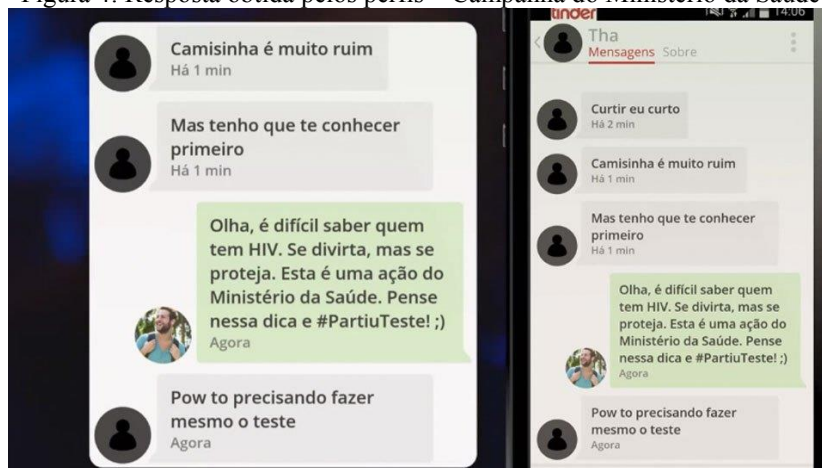 Figura 4: Resposta obtida pelos perfis – Campanha do Ministério da Saúde
Camisinha é muito ruim
Há 1 min
Mas tenho que te conhecer
primeiro
Há 1 min
Olha, é difícil saber quem
tem HIV. Se divirta, mas se
proteja. Esta é uma ação do
Ministério da Saúde. Pense
nessa dica e #PartiuTeste! ;)
Agora
Pow to precisando fazer
mesmo o teste
Agora
tinder
14:06
Tha
Mensagens Sobre
Curtir eu curto
Há 2 min
Camisinha é muito ruim
Há 1 min
Mas tenho que te conhecer
primeiro
Há 1 min
Olha, é difícil saber quem
tem HIV. Se divirta, mas se
proteja. Esta é uma ação do
Ministério da Saúde. Pense
nessa dica e #PartiuTeste! ;)
Agora
Pow to precisando fazer
mesmo o teste
Agora